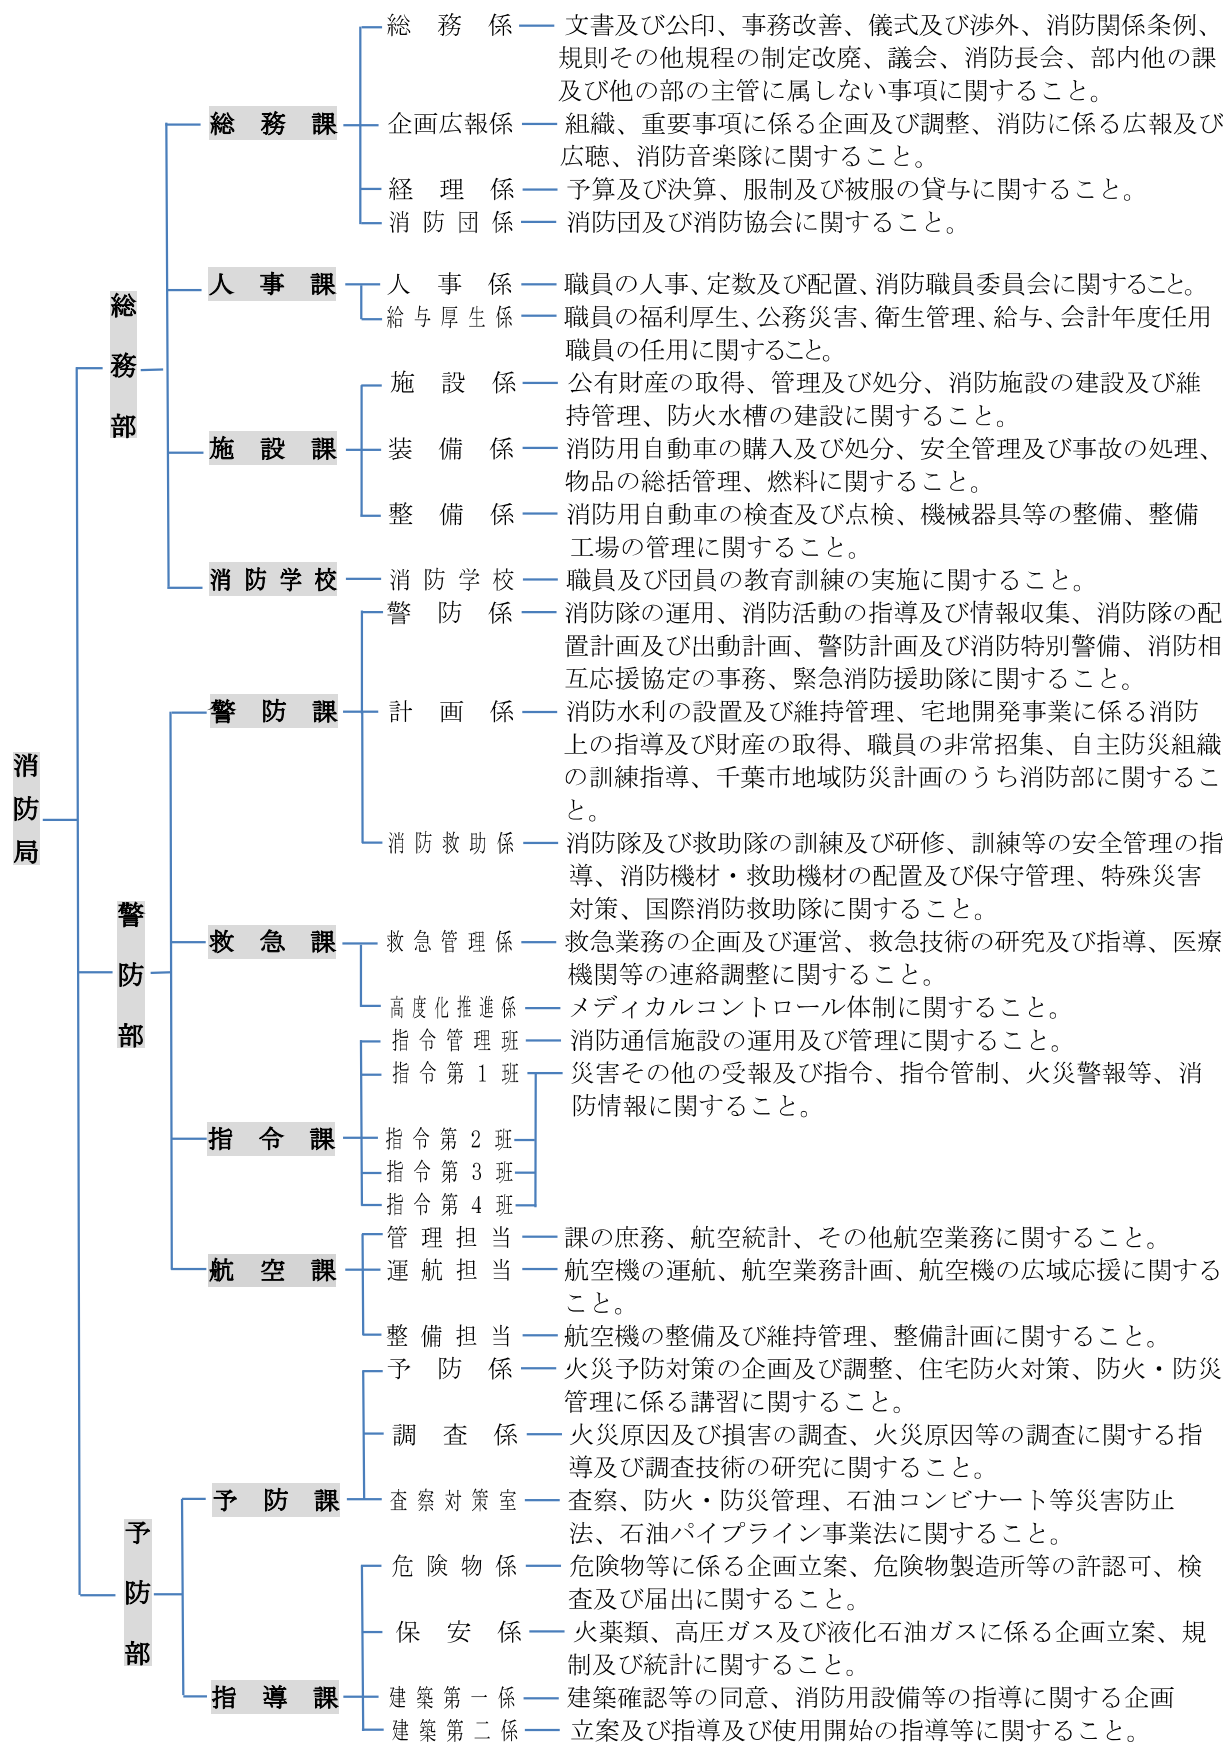 消防局
総務部
総務課
総務係 文書及び公印、事務改善、儀式及び渉外、消防関係条例、
規則その他規程の制定改廃、議会、消防長会、部内他の課
及び他の部の主管に属しない事項に関すること。
企画広報係 組織、重要事項に係る企画及び調整、消防に係る広報及び
広聴、消防音楽隊に関すること。
経理係 予算及び決算、服制及び被服の貸与に関すること。
消防団係 消防団及び消防協会に関すること。
人事課
人事係 職員の人事、定数及び配置、消防職員委員会に関すること。
給与厚生係 職員の福利厚生、公務災害、衛生管理、給与、会計年度任用
職員の任用に関すること。
施設課
施設係 公有財産の取得、管理及び処分、消防施設の建設及び維
持管理、防火水槽の建設に関すること。
装備係 消防用自動車の購入及び処分、安全管理及び事故の処理、
物品の総括管理、燃料に関すること。
整備係 消防用自動車の検査及び点検、機械器具等の整備、整備
工場の管理に関すること。
消防学校
消防学校 職員及び団員の教育訓練の実施に関すること。
警防部
警防課
警防係 消防隊の運用、消防活動の指導及び情報収集、消防隊の配
置計画及び出動計画、警防計画及び消防特別警備、消防相
互応援協定の事務、緊急消防援助隊に関すること。
計画係 消防水利の設置及び維持管理、宅地開発事業に係る消防
上の指導及び財産の取得、職員の非常招集、自主防災組織
の訓練指導、千葉市地域防災計画のうち消防部に関するこ
と。
消防救助係 消防隊及び救助隊の訓練及び研修、訓練等の安全管理の指
導、消防機材・救助機材の配置及び保守管理、特殊災害
対策、国際消防救助隊に関すること。
救急課
救急管理係 救急業務の企画及び運営、救急技術の研究及び指導、医療
機関等の連絡調整に関すること。
高度化推進係 メディカルコントロール体制に関すること。
指令課
指令管理班 消防通信施設の運用及び管理に関すること。
指令第1班 災害その他の受報及び指令、指令管制、火災警報等、消
防情報に関すること。
指令第2班
指令第3班
指令第4班
航空課
管理担当 課の庶務、航空統計、その他航空業務に関すること。
運航担当 航空機の運航、航空業務計画、航空機の広域応援に関する
こと。
整備担当 航空機の整備及び維持管理、整備計画に関すること。
予防部
予防課
予防係 火災予防対策の企画及び調整、住宅防火対策、防火・防災
管理に係る講習に関すること。
調査係 火災原因及び損害の調査、火災原因等の調査に関する指
導及び調査技術の研究に関すること。
査察対策室 査察、防火・防災管理、石油コンビナート等災害防止
法、石油パイプライン事業法に関すること。
指導課
危険物係 危険物等に係る企画立案、危険物製造所等の許認可、検
査及び届出に関すること。
保安係 火薬類、高圧ガス及び液化石油ガスに係る企画立案、規
制及び統計に関すること。
建築第一係 建築確認等の同意、消防用設備等の指導に関する企画
建築第二係 立案及び指導及び使用開始の指導等に関すること。